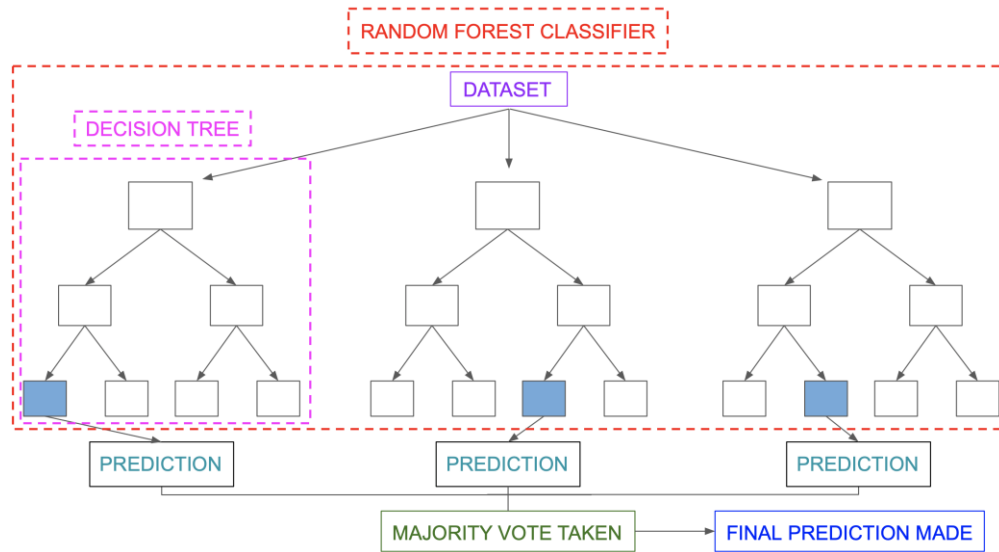 RANDOM FOREST CLASSIFIER
DATASET
DECISION TREE
PREDICTION
PREDICTION
PREDICTION
MAJORITY VOTE TAKEN
FINAL PREDICTION MADE